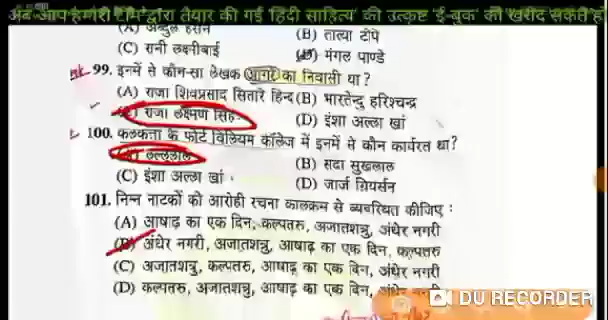 अब आप हमारी टीम द्वारा तैयार की गई हिंदी साहित्य की उत्कृष्ट ई-बुक को खरीद सकते हो
(A) अब्दुल हसन (B) तात्या टोपे
(C) रानी लक्ष्मीबाई (D) मंगल पाण्डे
99. इनमें से कौन-सा लेखक आगरे का निवासी था ?
(A) राजा शिवप्रसाद सितारे हिन्द (B) भारतेन्दु हरिश्चन्द्र
राजा लक्ष्मण सिंह (D) इंशा अल्ला खां
100. कलकत्ता के फोर्ट विलियम कॉलेज में इनमें से कौन कार्यरत था?
लल्लूलाल (B) सदा सुखलाल
(C) इंशा अल्ला खां (D) जार्ज ग्रियर्सन
101. निम्न नाटकों को आरोही रचना कालक्रम से व्यवस्थित कीजिए :
(A) आषाढ़ का एक दिन, कल्पतरु, अजातशत्रु, अंधेर नगरी
(B) अंधेर नगरी, अजातशत्रु, आषाढ़ का एक दिन, कल्पतरु
(C) अजातशत्रु, कल्पतरु, आषाढ़ का एक दिन, अंधेर नगरी
(D) कल्पतरु, अजातशत्रु, आषाढ़ का एक दिन, अंधेर नगरी
DU RECORDER